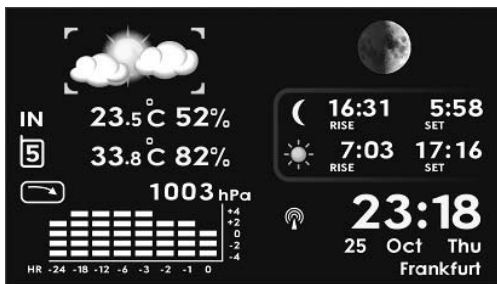 IN 23.5°C 52%
5 33.8°C 82%
1003 hPa
+4
+2
0
-2
-4
HR -24 -18 -12 -6 -3 -2 -1 0
16:31 5:58
RISE SET
7:03 17:16
RISE SET
23:18
25 Oct Thu
Frankfurt